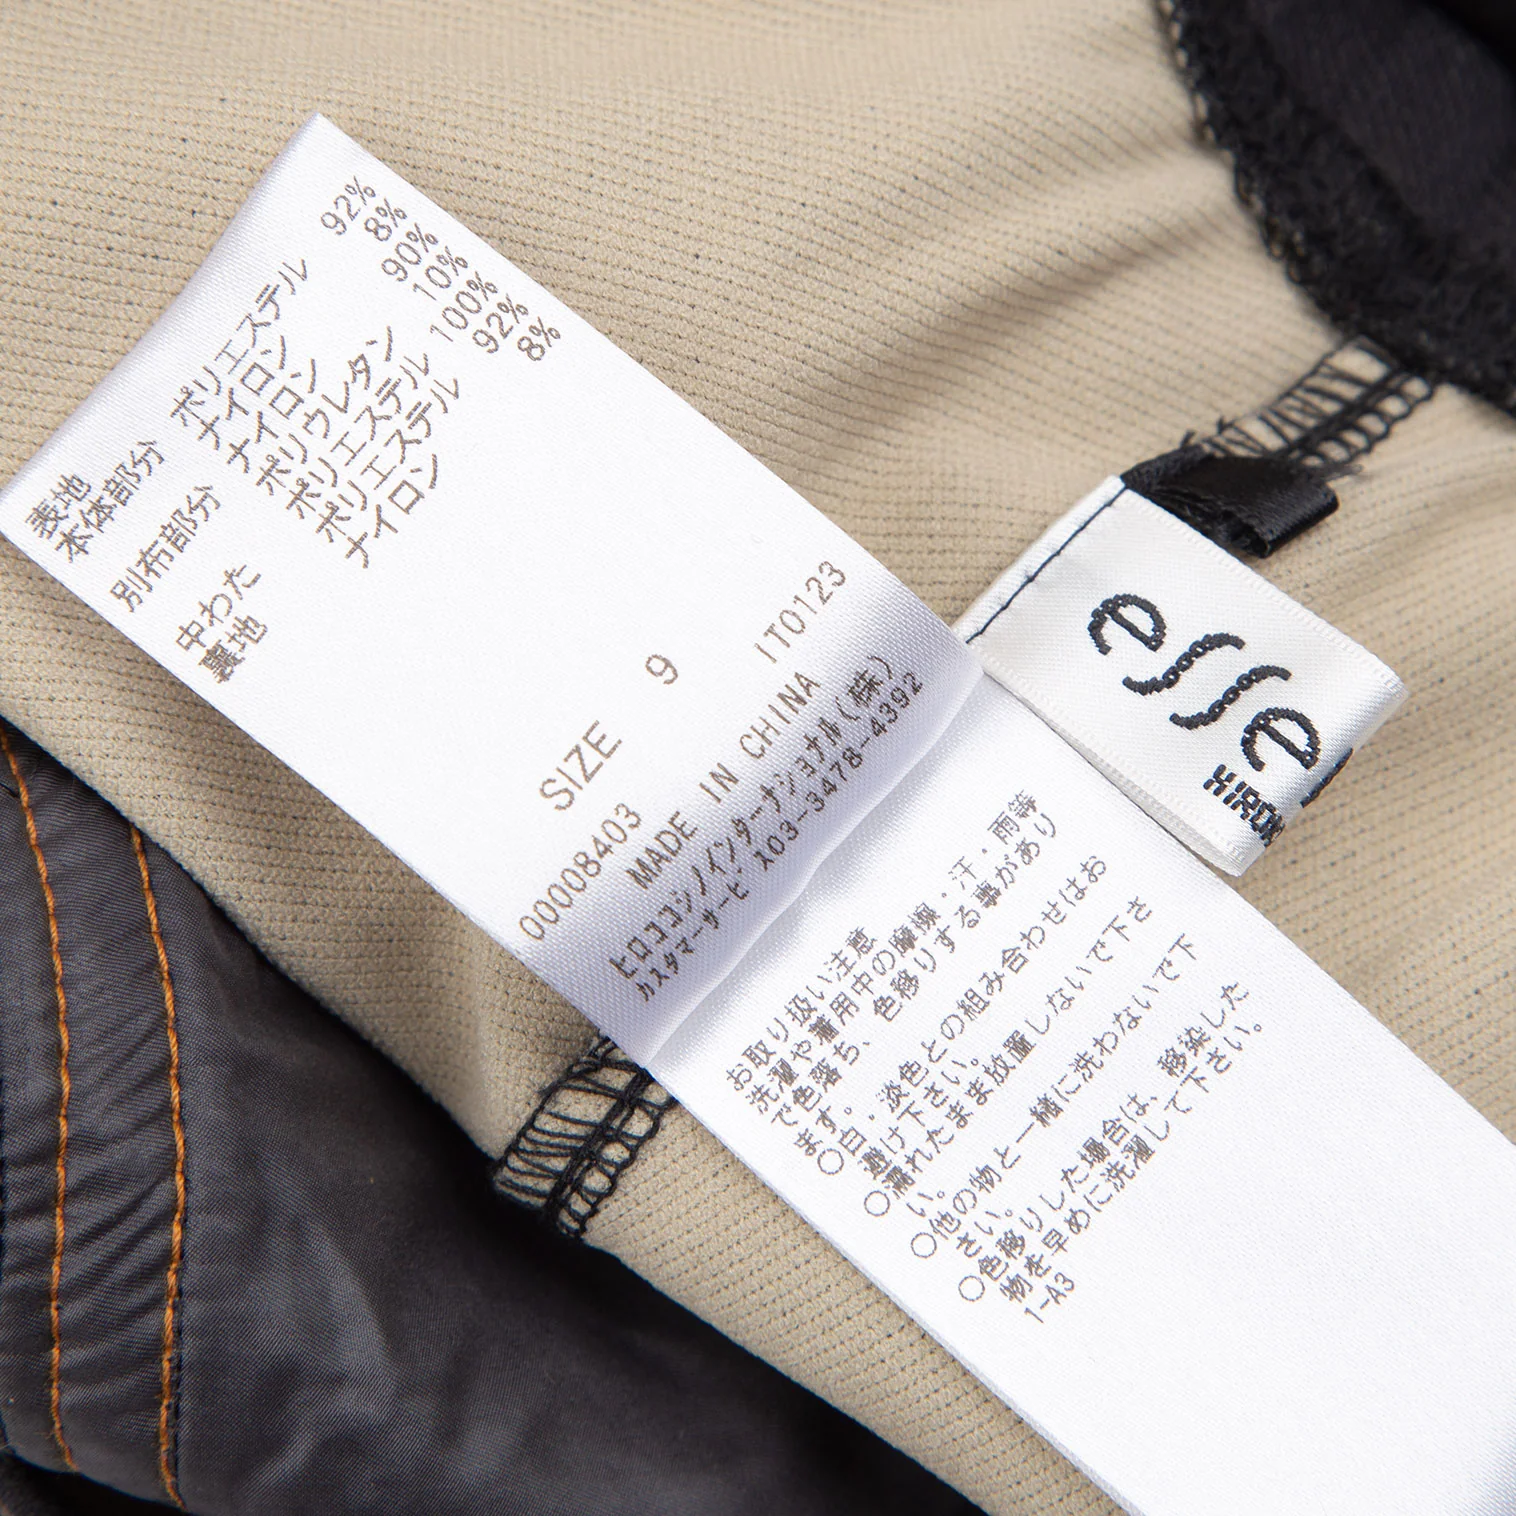 表地
本体部分 ポリエステル 92%
ナイロン 8%
別布部分 ナイロン 90%
ポリウレタン 10%
中わた ポリエステル 100%
裏地 ポリエステル 92%
ナイロン 8%
SIZE 9
00008403 IT0123
MADE IN CHINA
ヒロココシノインターナショナル(株)
カスタマーサービス03-3478-4392
お取り扱い注意
洗濯や着用中の摩擦・汗・雨等
で色落ち、色移りする事があり
ます。
○白・淡色との組み合わせはお
避け下さい。
○濡れたまま放置しないで下さ
い。
○他の物と一緒に洗わないで下
さい。
○色移りした場合は、移染した
物を早めに洗濯して下さい。
1-A3
esse